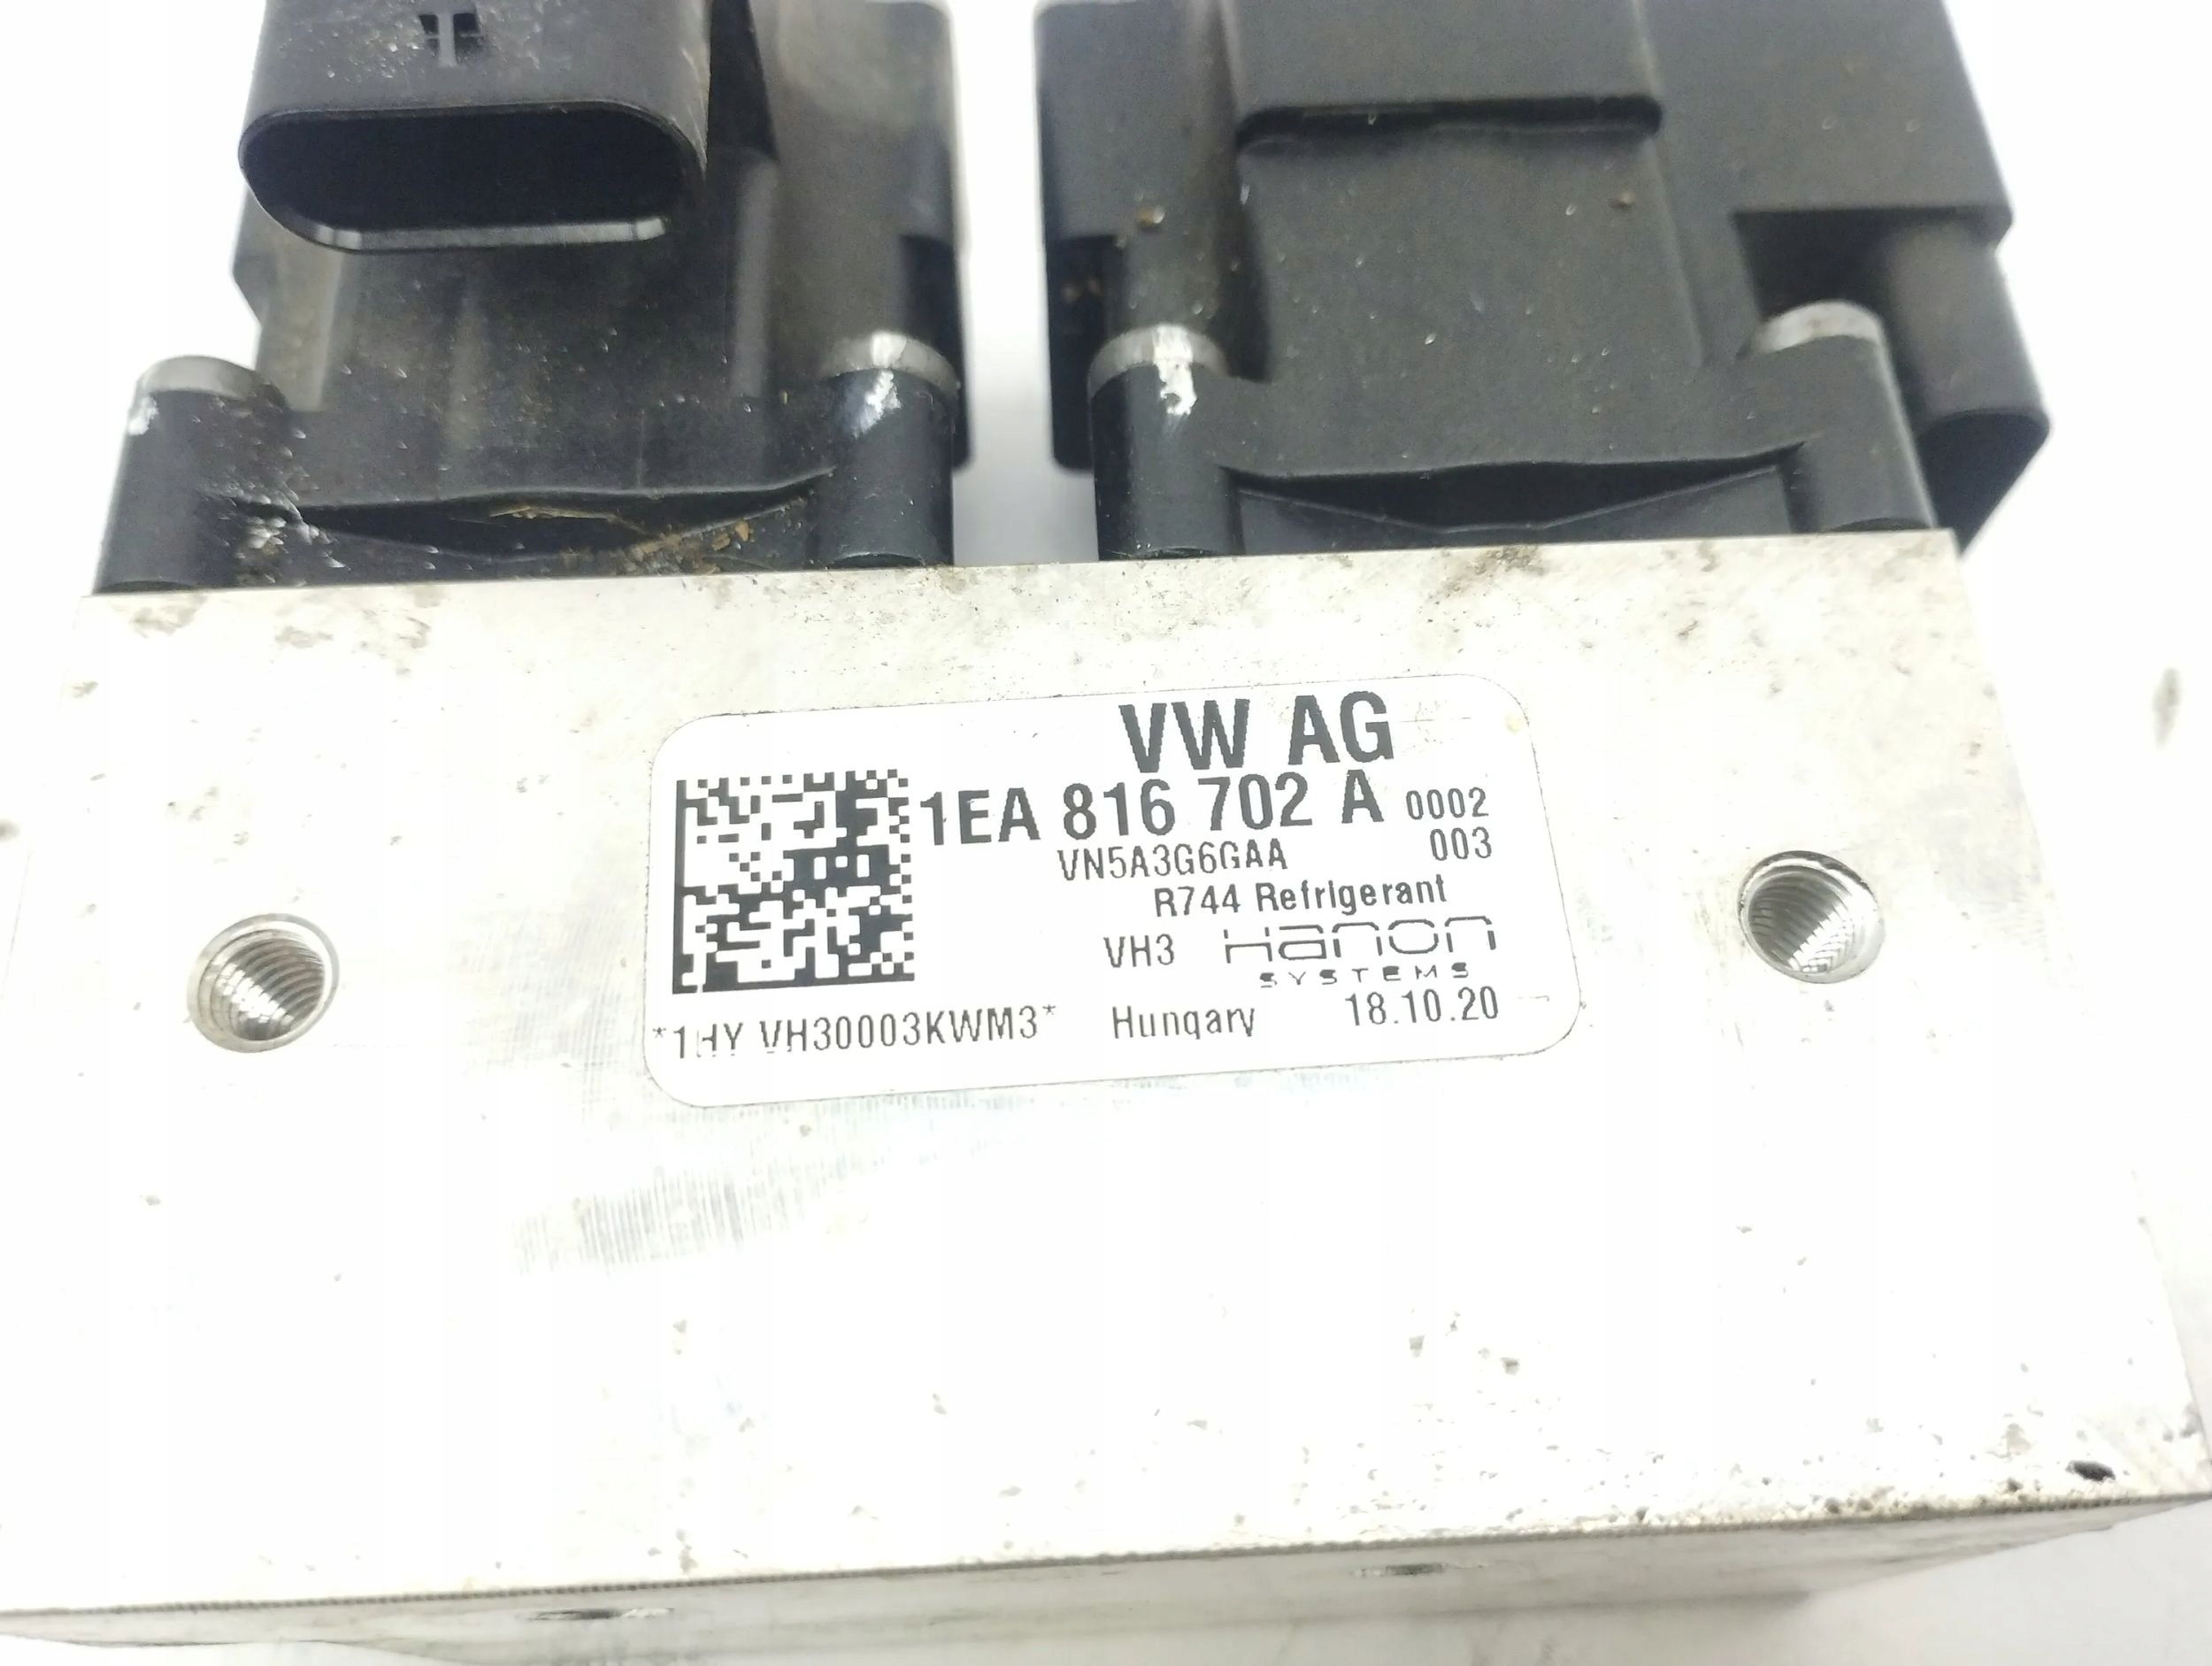 VW AG
1EA 816 702 A 0002
VN5A3G6GAA 003
R744 Refrigerant
VH3 Hanon
SYSTEMS
*1HY VH30003KWM3* Hungary 18.10.20